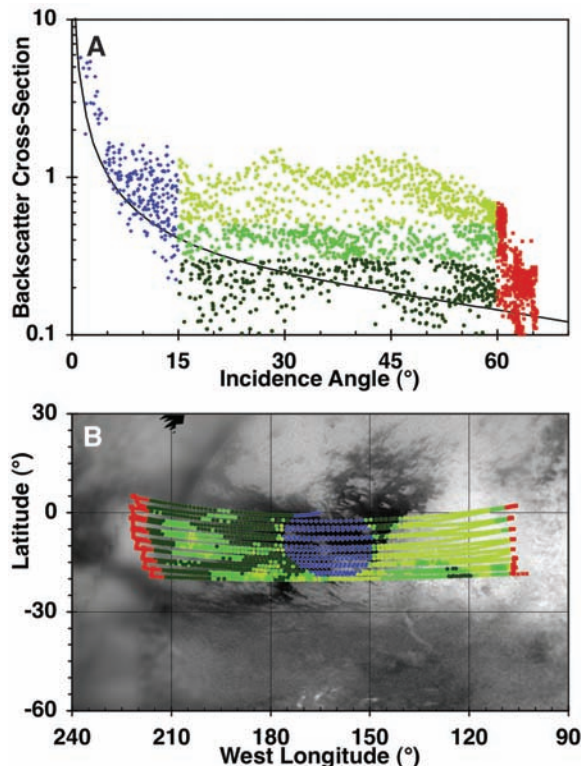 A
10
1
0.1
Backscatter Cross-Section
0 15 30 45 60
Incidence Angle (°)
B
30
0
-30
-60
Latitude (°)
240 210 180 150 120 90
West Longitude (°)